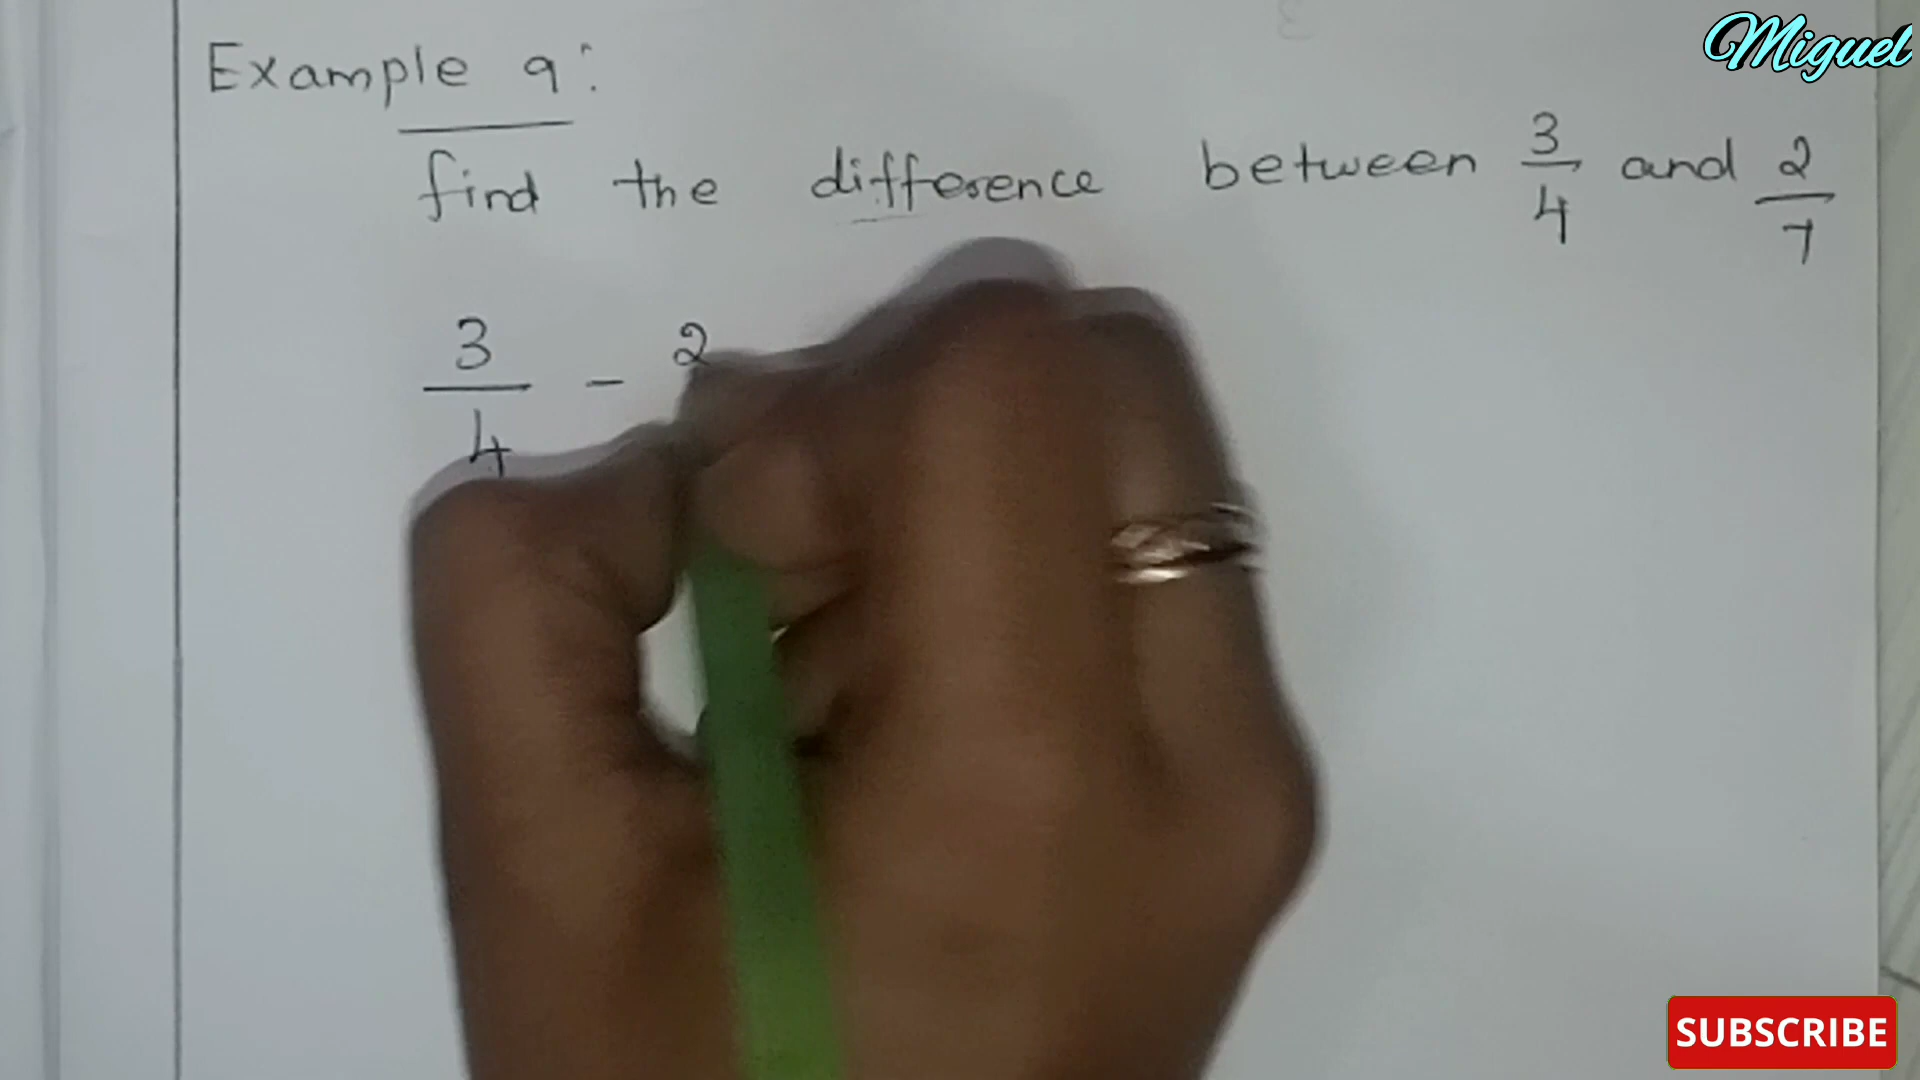 Miguel
Example 9:
find the difference between 3/4 and 2/7
3/4 - 2
SUBSCRIBE